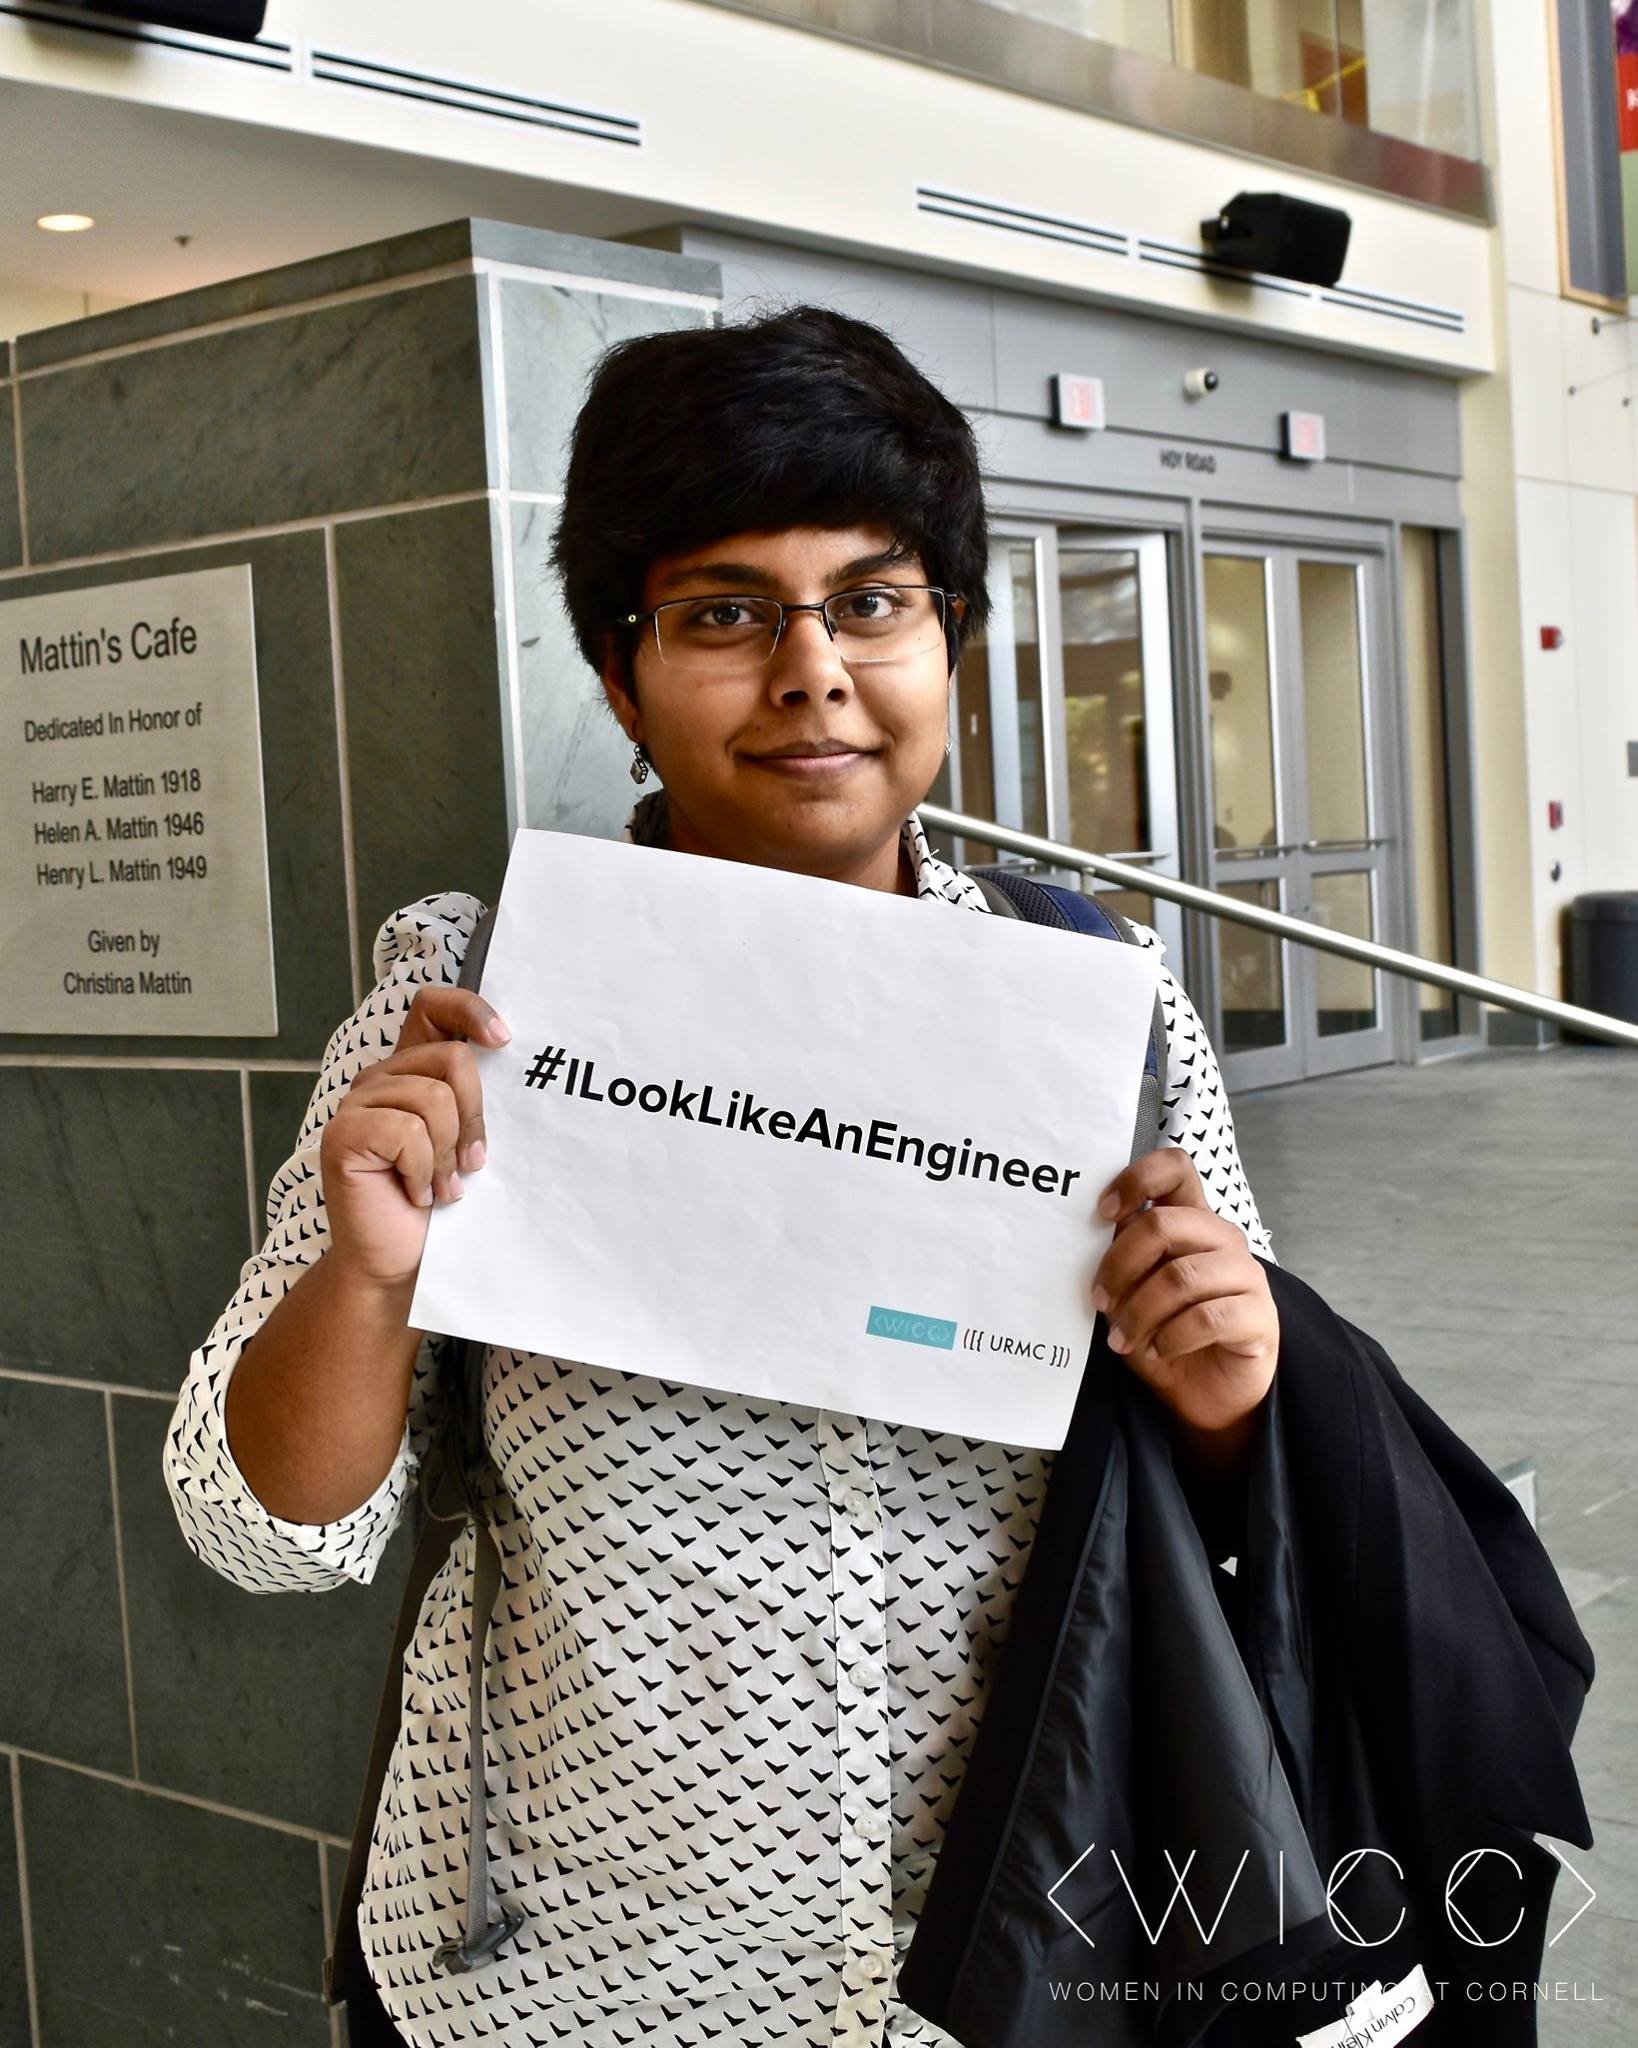 Mattin's Cafe
Dedicated In Honor of
Harry E. Mattin 1918
Helen A. Mattin 1946
Henry L. Mattin 1949
Given by
Christina Mattin
HOY ROAD
#ILookLikeAnEngineer
<WICC> ([{ URMC }])
<WICC>
WOMEN IN COMPUTING AT CORNELL
Calvin Klein